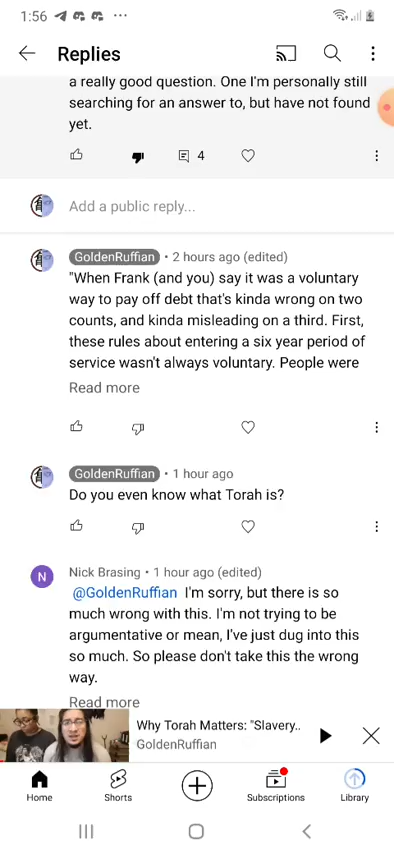 1:56
Replies
a really good question. One I'm personally still
searching for an answer to, but have not found
yet.
4
Add a public reply...
GoldenRuffian • 2 hours ago (edited)
"When Frank (and you) say it was a voluntary
way to pay off debt that's kinda wrong on two
counts, and kinda misleading on a third. First,
these rules about entering a six year period of
service wasn't always voluntary. People were
Read more
GoldenRuffian • 1 hour ago
Do you even know what Torah is?
N
Nick Brasing • 1 hour ago (edited)
@GoldenRuffian I'm sorry, but there is so
much wrong with this. I'm not trying to be
argumentative or mean, I've just dug into this
so much. So please don't take this the wrong
way.
Read more
Why Torah Matters: "Slavery..
GoldenRuffian
Home
Shorts
Subscriptions
Library